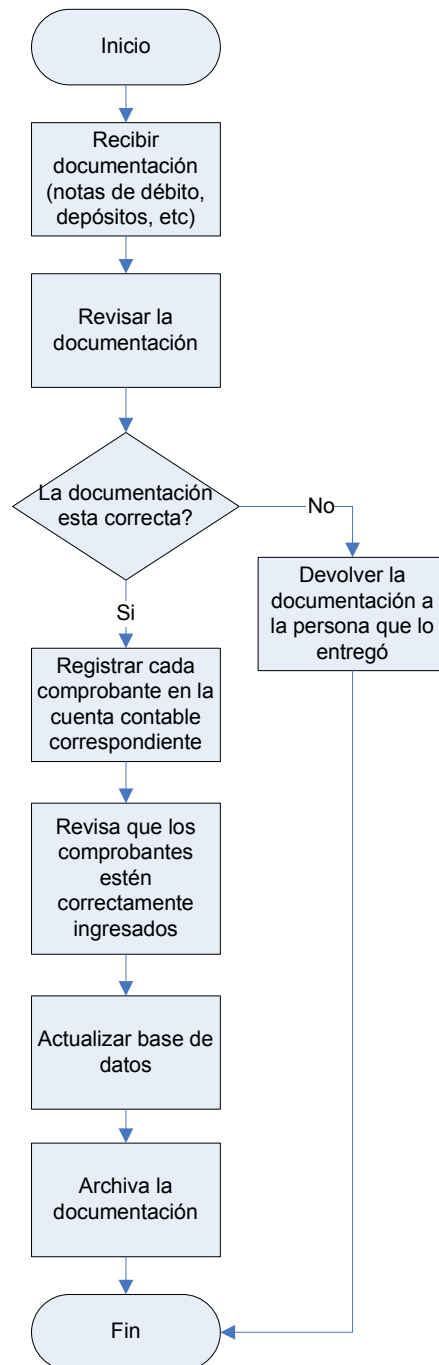 Inicio
Recibir
documentación
(notas de débito,
depósitos, etc)
Revisar la
documentación
La documentación
esta correcta?
No
Devolver la
documentación a
la persona que lo
entregó
Si
Registrar cada
comprobante en la
cuenta contable
correspondiente
Revisa que los
comprobantes
estén
correctamente
ingresados
Actualizar base de
datos
Archiva la
documentación
Fin